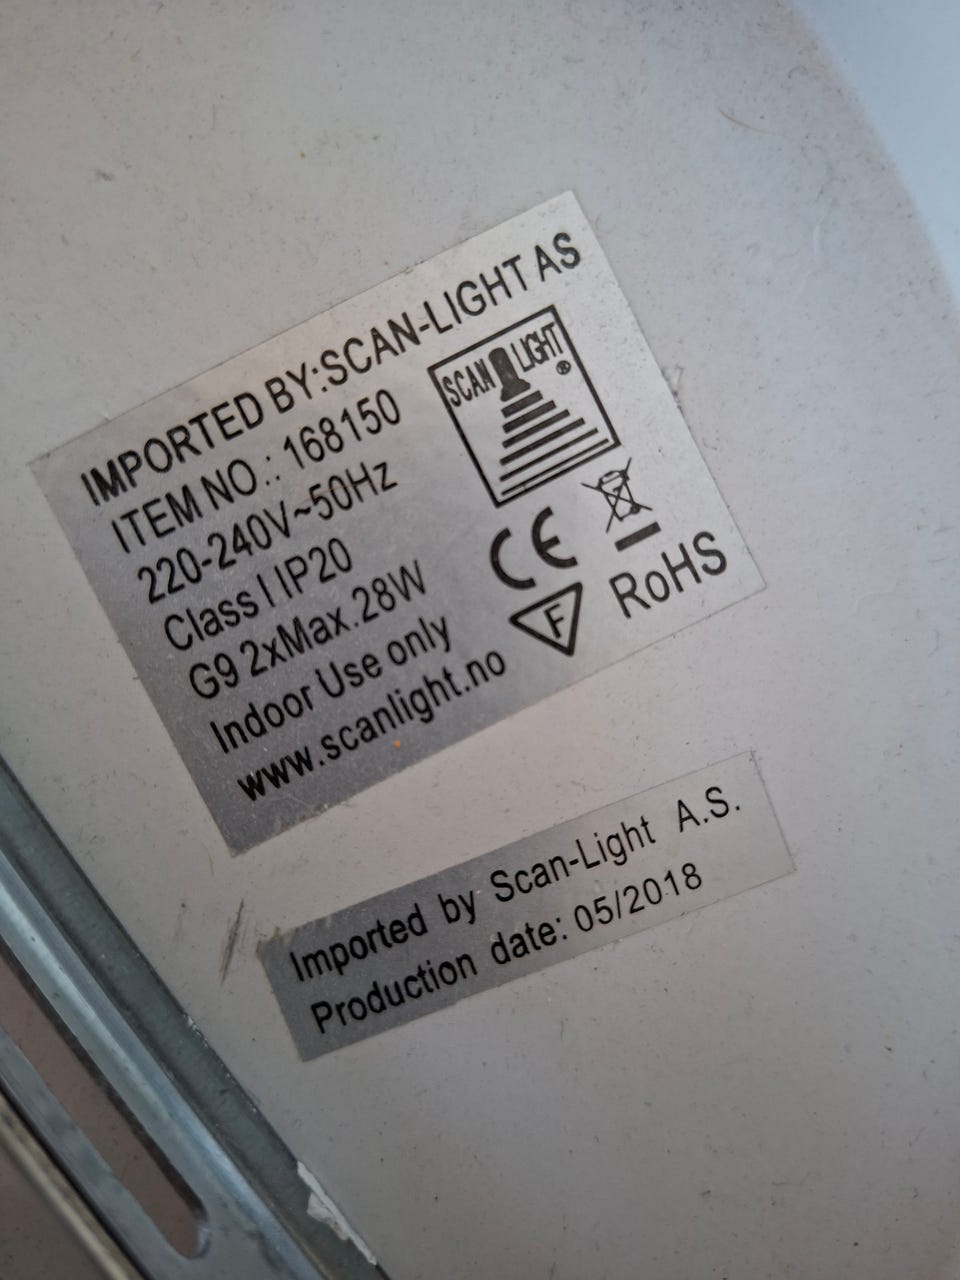 IMPORTED BY:SCAN-LIGHT AS
ITEM NO.: 168150
220-240V~50Hz
Class I IP20
G9 2xMax.28W
Indoor Use only
www.scanlight.no
SCAN LIGHT
®
CE
F
RoHS
Imported by Scan-Light A.S.
Production date: 05/2018